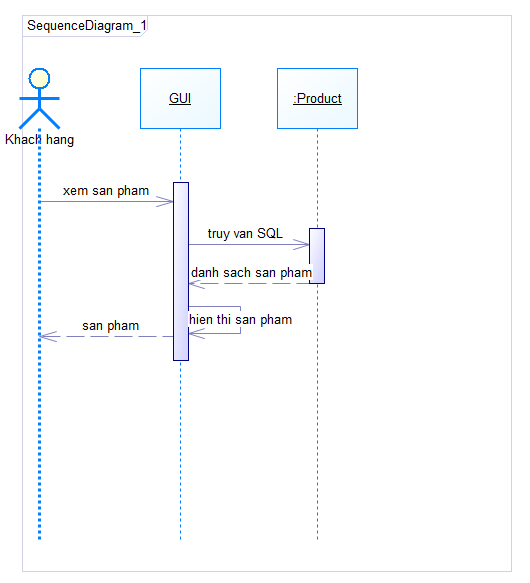 SequenceDiagram_1
GUI
:Product
Khach hang
xem san pham
truy van SQL
danh sach san pham
hien thi san pham
san pham